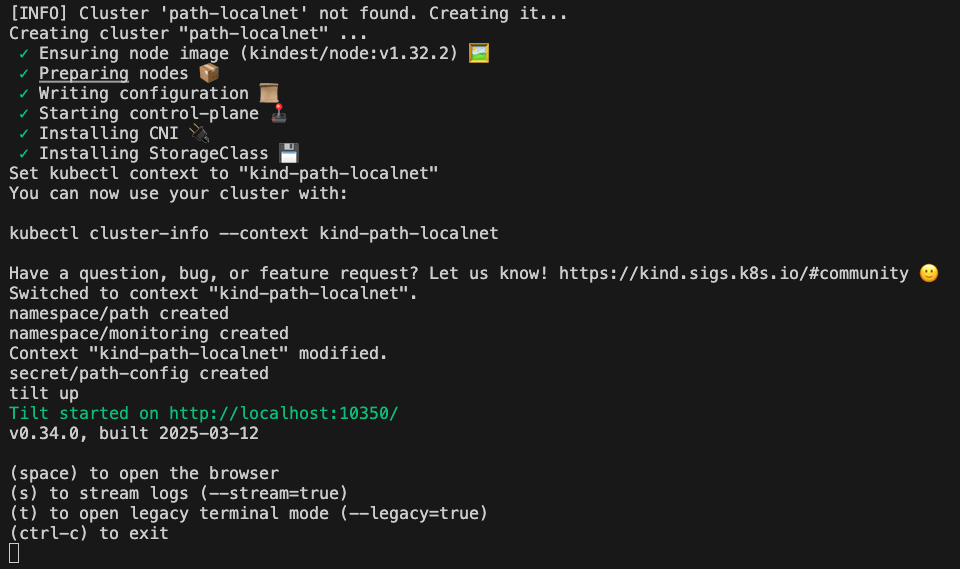 [INFO] Cluster 'path-localnet' not found. Creating it...
Creating cluster "path-localnet" ...
✓ Ensuring node image (kindest/node:v1.32.2) 🖼
✓ Preparing nodes 📦
✓ Writing configuration 📜
✓ Starting control-plane 🕹️
✓ Installing CNI 🔌
✓ Installing StorageClass 💾
Set kubectl context to "kind-path-localnet"
You can now use your cluster with:
kubectl cluster-info --context kind-path-localnet
Have a question, bug, or feature request? Let us know! https://kind.sigs.k8s.io/#community 🙂
Switched to context "kind-path-localnet".
namespace/path created
namespace/monitoring created
Context "kind-path-localnet" modified.
secret/path-config created
tilt up
Tilt started on http://localhost:10350/
v0.34.0, built 2025-03-12
(space) to open the browser
(s) to stream logs (--stream=true)
(t) to open legacy terminal mode (--legacy=true)
(ctrl-c) to exit